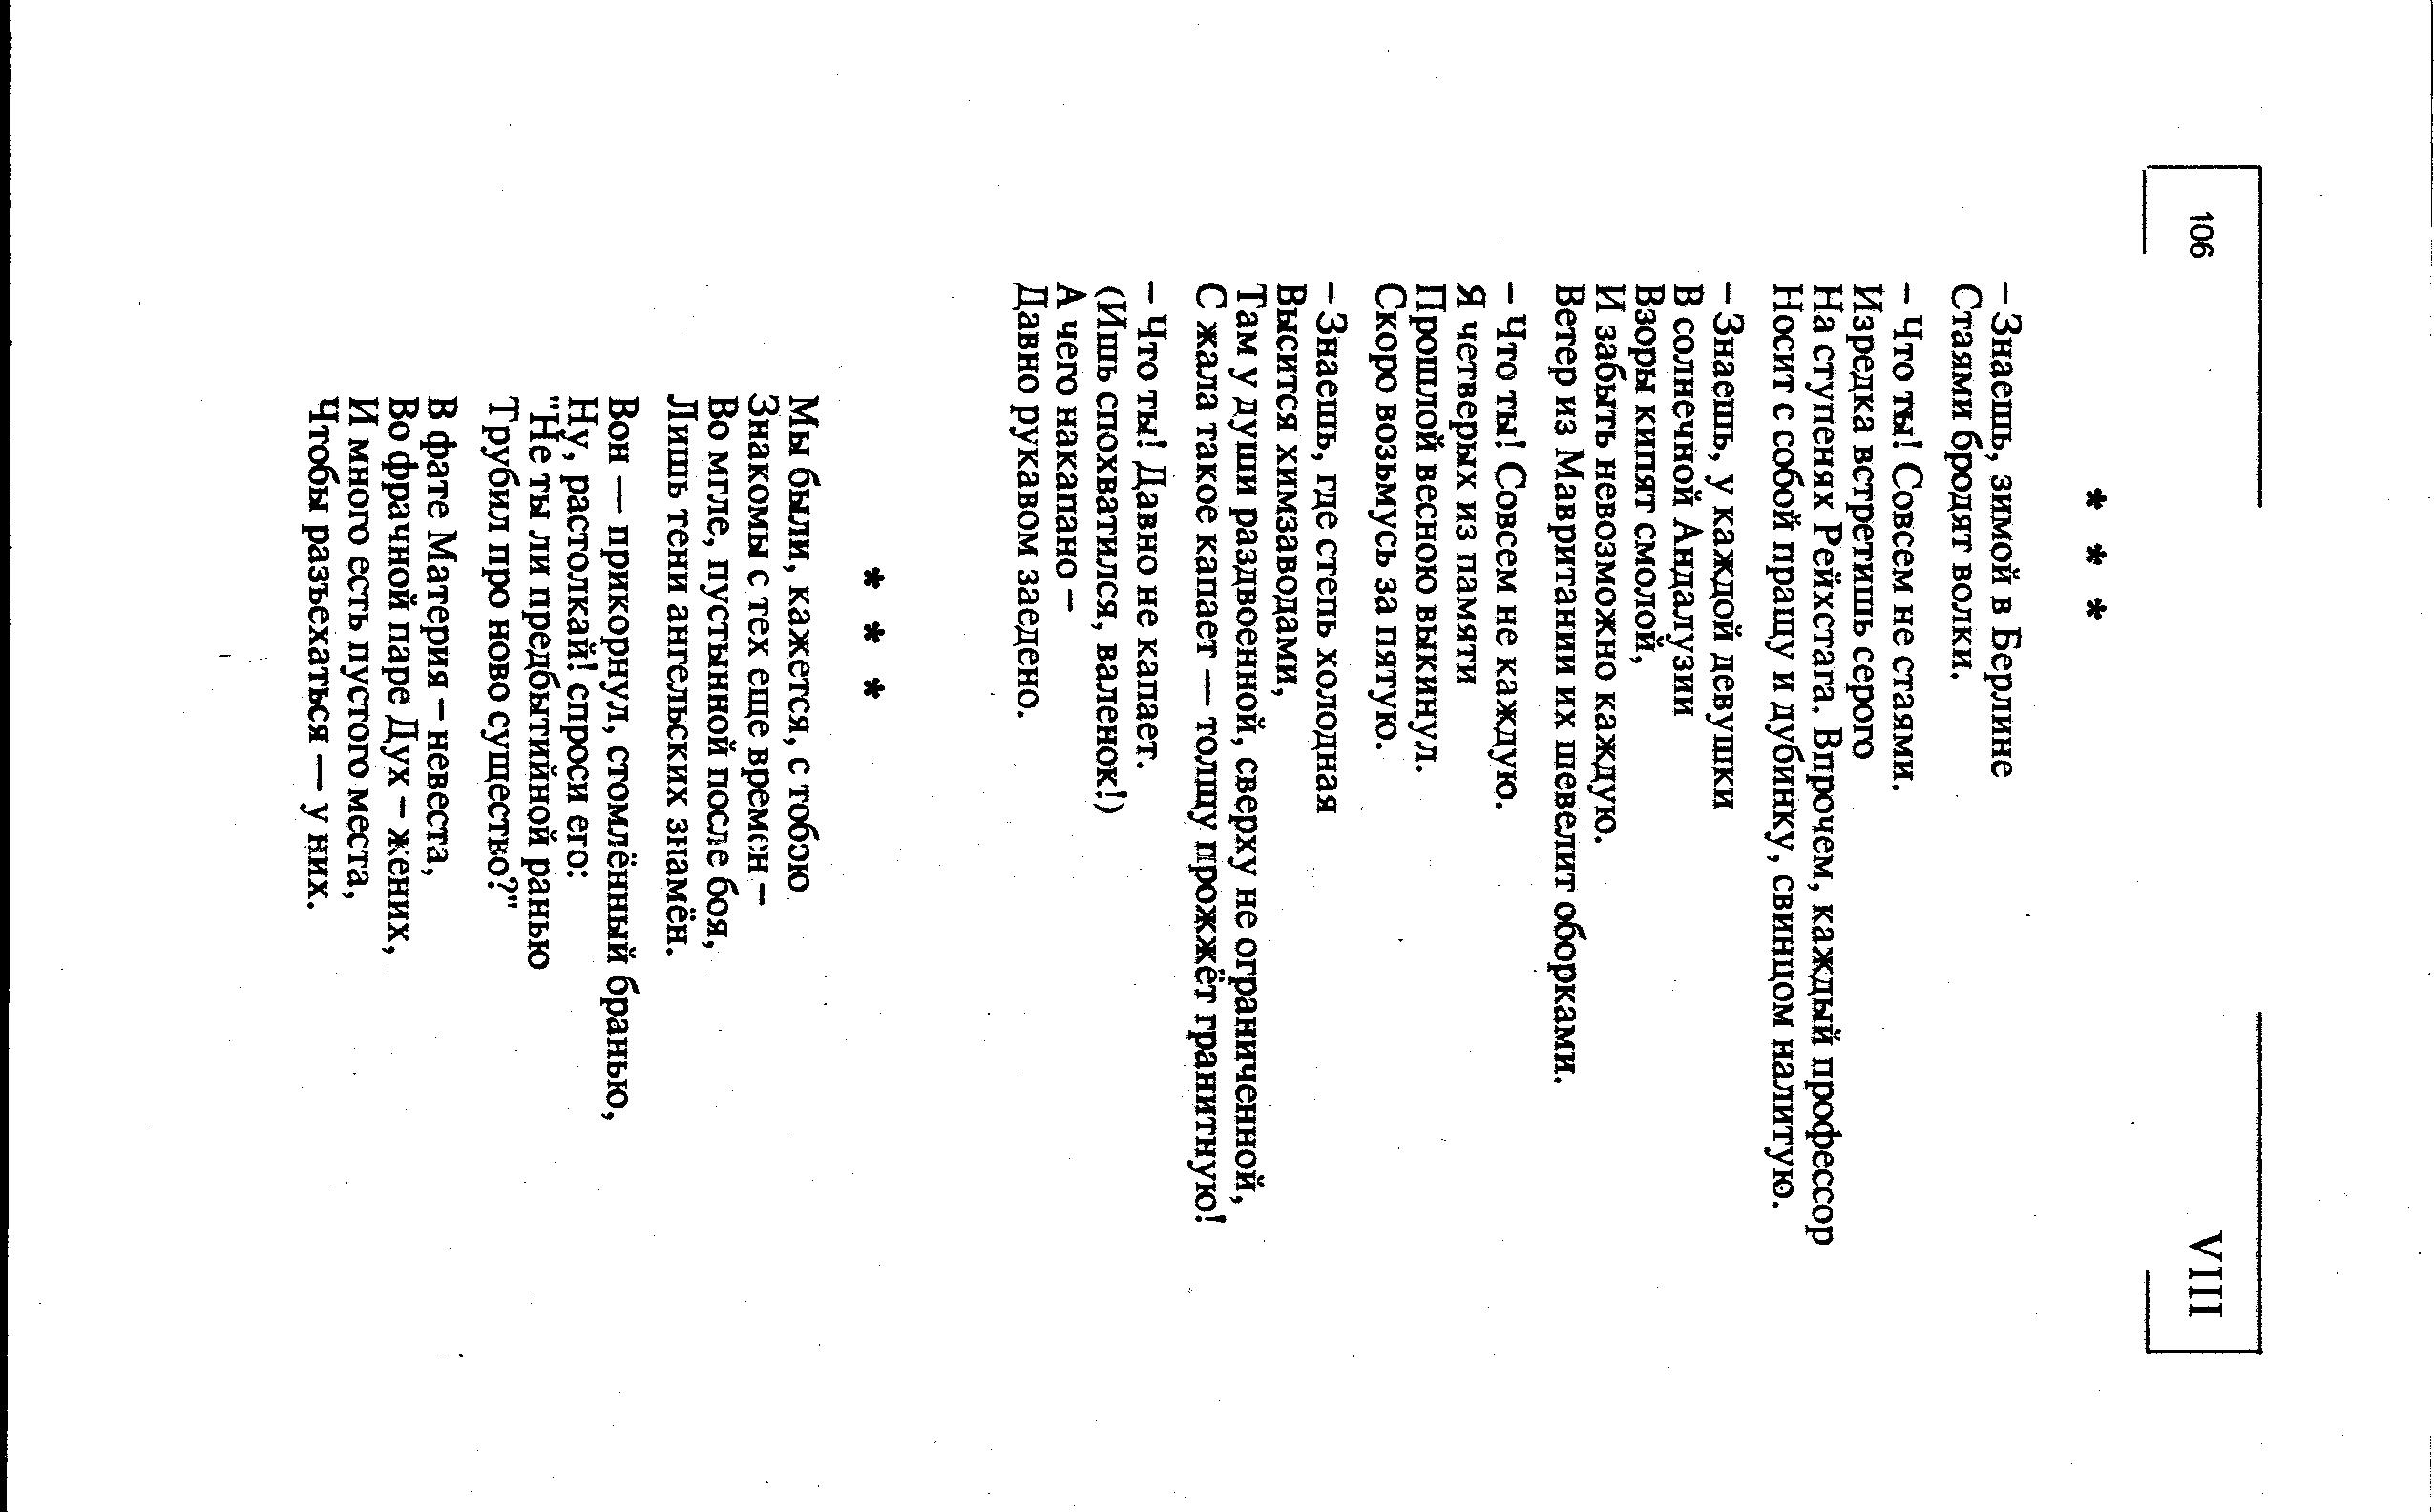 106
VIII
* * *
– Знаешь, зимой в Берлине
Стаями бродят волки.
– Что ты! Совсем не стаями.
Изредка встретишь серого
На ступенях Рейхстага. Впрочем, каждый профессор
Носит с собой пращу и дубинку, свинцом налитую.
– Знаешь, у каждой девушки
В солнечной Андалузии
Взоры кипят смолой,
И забыть невозможно каждую.
Ветер из Мавритании их шевелит оборками.
– Что ты! Совсем не каждую.
Я четверых из памяти
Прошлой весною выкинул.
Скоро возьмусь за пятую.
– Знаешь, где степь холодная
Высится химзаводами,
Там у души раздвоенной, сверху не ограниченной,
С жала такое капает — толщу прожжёт гранитную!
– Что ты! Давно не капает.
(Ишь спохватился, валенок!)
А чего накапано –
Давно рукавом заедено.
* * *
Мы были, кажется, с тобою
Знакомы с тех еще времен –
Во мгле, пустынной после боя,
Лишь тени ангельских знамён.
Вон — прикорнул, стомлённый бранью,
Ну, растолкай! спроси его:
"Не ты ли предбытийной ранью
Трубил про ново существо?"
В фате Материя – невеста,
Во фрачной паре Дух – жених,
И много есть пустого места,
Чтобы разъехаться — у них.